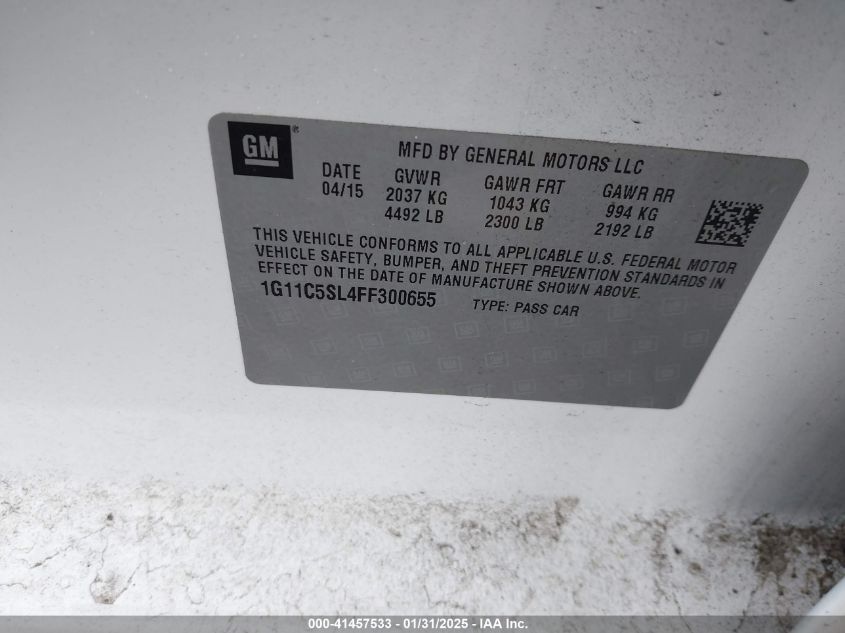 GM®
MFD BY GENERAL MOTORS LLC
DATE GVWR GAWR FRT GAWR RR
04/15 2037 KG 1043 KG 994 KG
4492 LB 2300 LB 2192 LB
THIS VEHICLE CONFORMS TO ALL APPLICABLE U.S. FEDERAL MOTOR
VEHICLE SAFETY, BUMPER, AND THEFT PREVENTION STANDARDS IN
EFFECT ON THE DATE OF MANUFACTURE SHOWN ABOVE.
1G11C5SL4FF300655 TYPE: PASS CAR
000-41457533 - 01/31/2025 - IAA Inc.